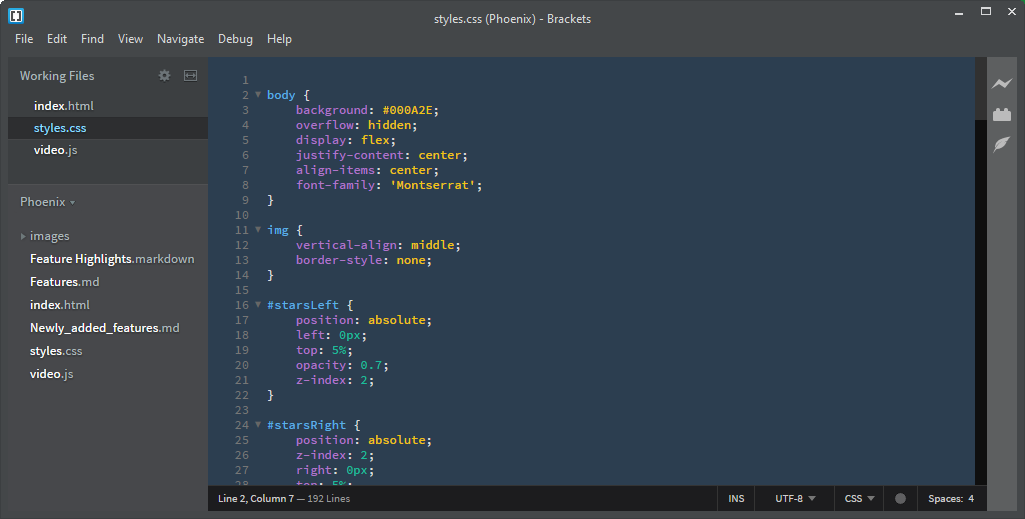 styles.css (Phoenix) - Brackets
File Edit Find View Navigate Debug Help
Working Files
index.html
styles.css
video.js
Phoenix
images
Feature Highlights.markdown
Features.md
index.html
Newly_added_features.md
styles.css
video.js
1
2 body {
3 background: #000A2E;
4 overflow: hidden;
5 display: flex;
6 justify-content: center;
7 align-items: center;
8 font-family: 'Montserrat';
9 }
10
11 img {
12 vertical-align: middle;
13 border-style: none;
14 }
15
16 #starsLeft {
17 position: absolute;
18 left: 0px;
19 top: 5%;
20 opacity: 0.7;
21 z-index: 2;
22 }
23
24 #starsRight {
25 position: absolute;
26 z-index: 2;
27 right: 0px;
28 top: 5%;
Line 2, Column 7 — 192 Lines
INS UTF-8 CSS Spaces: 4